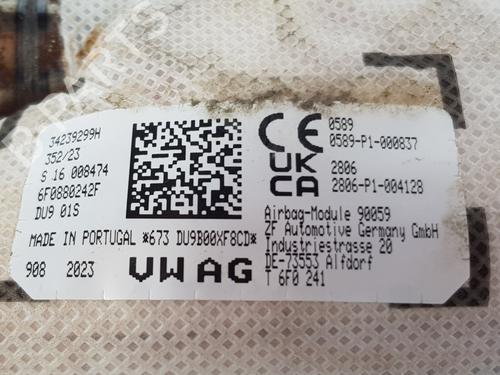 34239299H
352/23
S 16 008474
6F0880242F
DU9 01S
MADE IN PORTUGAL *673 DU9B00XF8CD*
908 2023 VW AG
CE 0589
0589-P1-000837
UK CA 2806
2806-P1-004128
Airbag-Module 90059
ZF Automotive Germany GmbH
Industriestrasse 20
DE-73553 Alfdorf
T 6F0 241